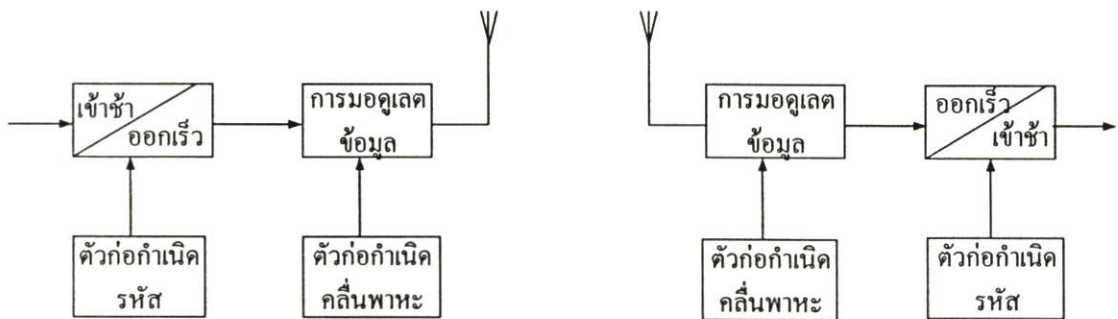 เข้าช้า
ออกเร็ว
การมอดูเลต
ข้อมูล
ตัวก่อกำเนิด
รหัส
ตัวก่อกำเนิด
คลื่นพาหะ
การมอดูเลต
ข้อมูล
ออกเร็ว
เข้าช้า
ตัวก่อกำเนิด
คลื่นพาหะ
ตัวก่อกำเนิด
รหัส